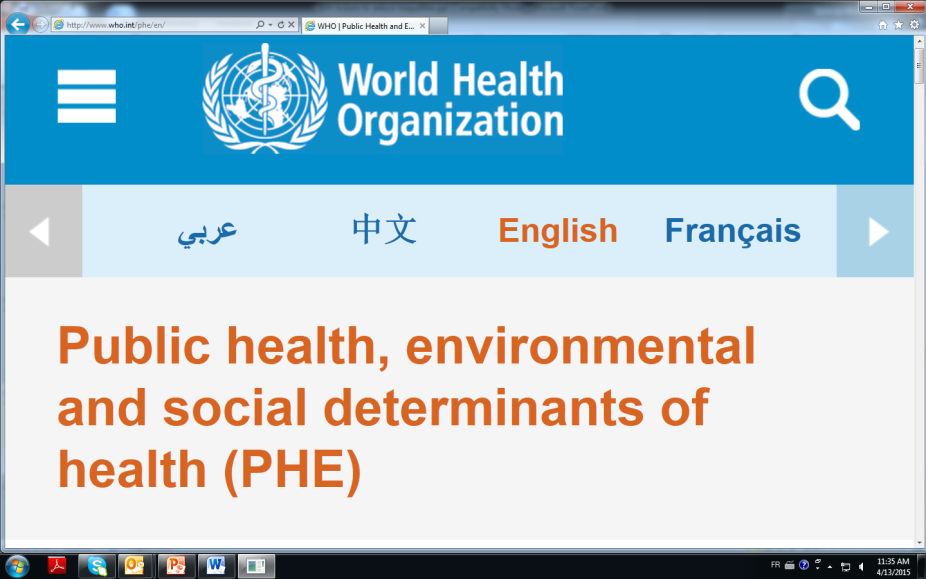 http://www.who.int/phe/en/
WHO | Public Health and E...
World Health
Organization
عربي
中文
English
Français
Public health, environmental
and social determinants of
health (PHE)
FR
11:35 AM
4/13/2015